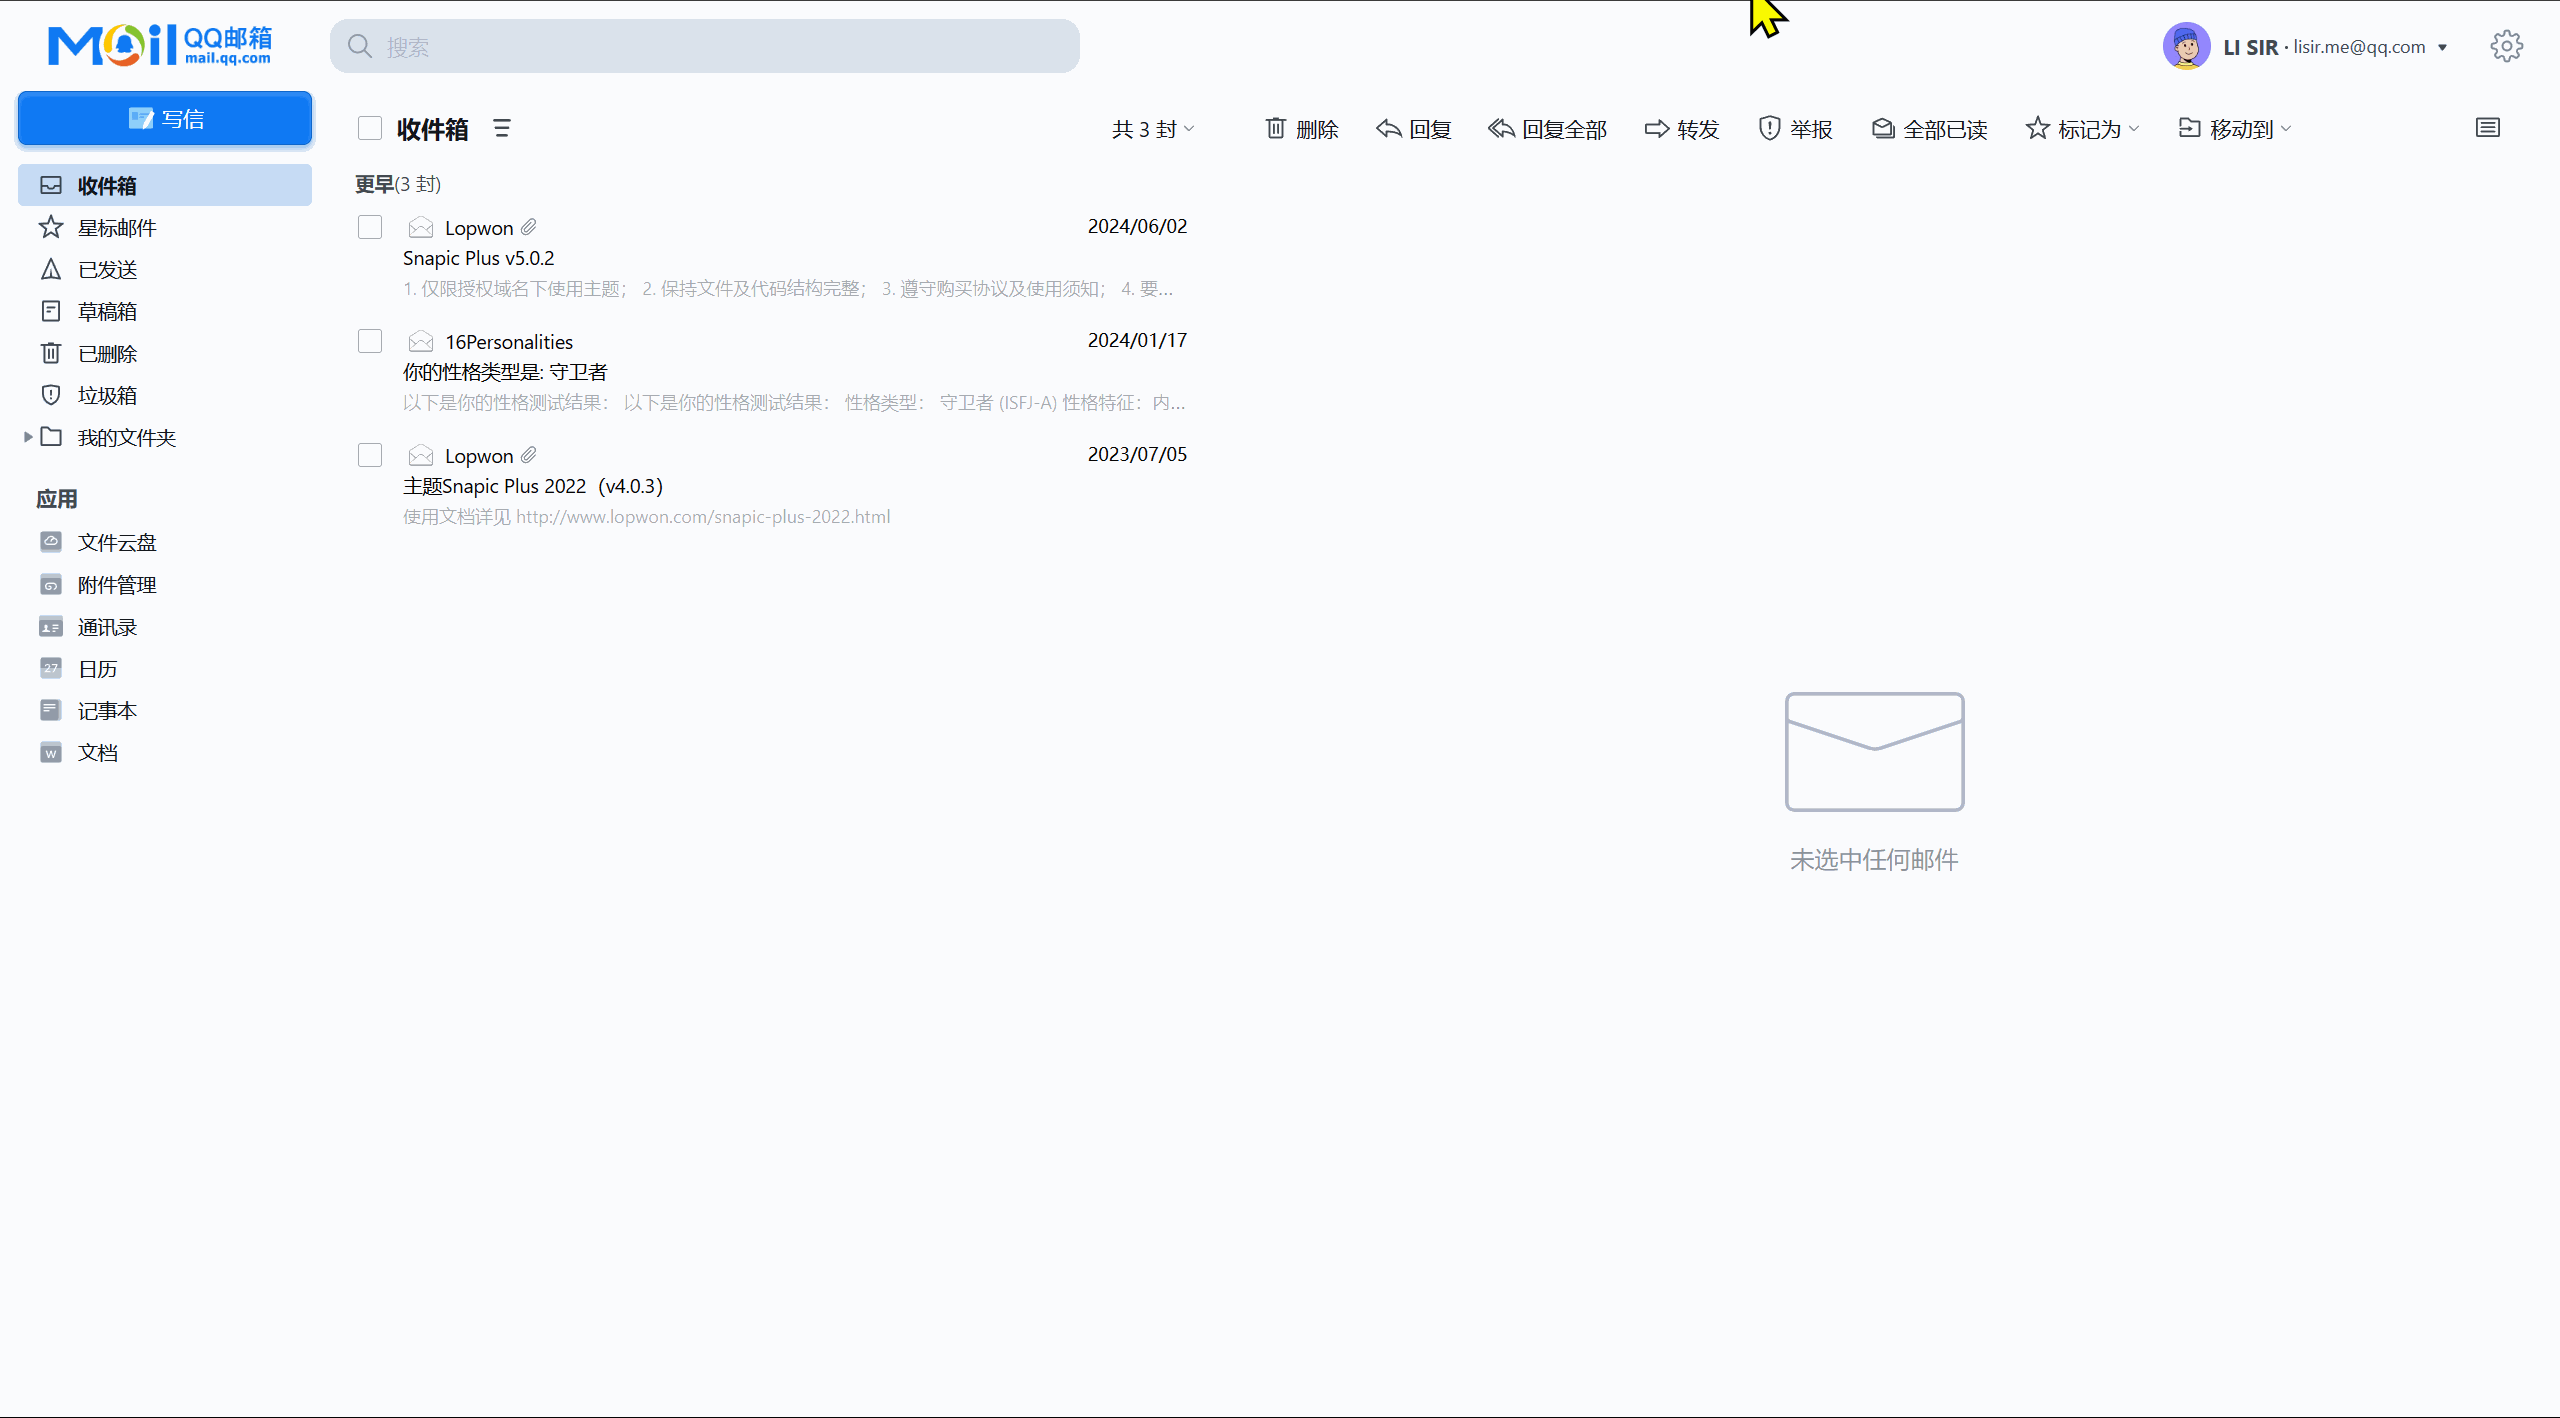 Mail QQ邮箱
mail.qq.com
搜索
LI SIR · lisir.me@qq.com
写信
收件箱
星标邮件
已发送
草稿箱
已删除
垃圾箱
我的文件夹
应用
文件云盘
附件管理
通讯录
27 日历
记事本
W 文档
收件箱
共 3 封
删除 回复 回复全部 转发 举报 全部已读 标记为 移动到
更早(3 封)
Lopwon 2024/06/02
Snapic Plus v5.0.2
1. 仅限授权域名下使用主题； 2. 保持文件及代码结构完整； 3. 遵守购买协议及使用须知； 4. 要...
16Personalities 2024/01/17
你的性格类型是: 守卫者
以下是你的性格测试结果： 以下是你的性格测试结果： 性格类型： 守卫者 (ISFJ-A) 性格特征：内...
Lopwon 2023/07/05
主题Snapic Plus 2022（v4.0.3）
使用文档详见 http://www.lopwon.com/snapic-plus-2022.html
未选中任何邮件